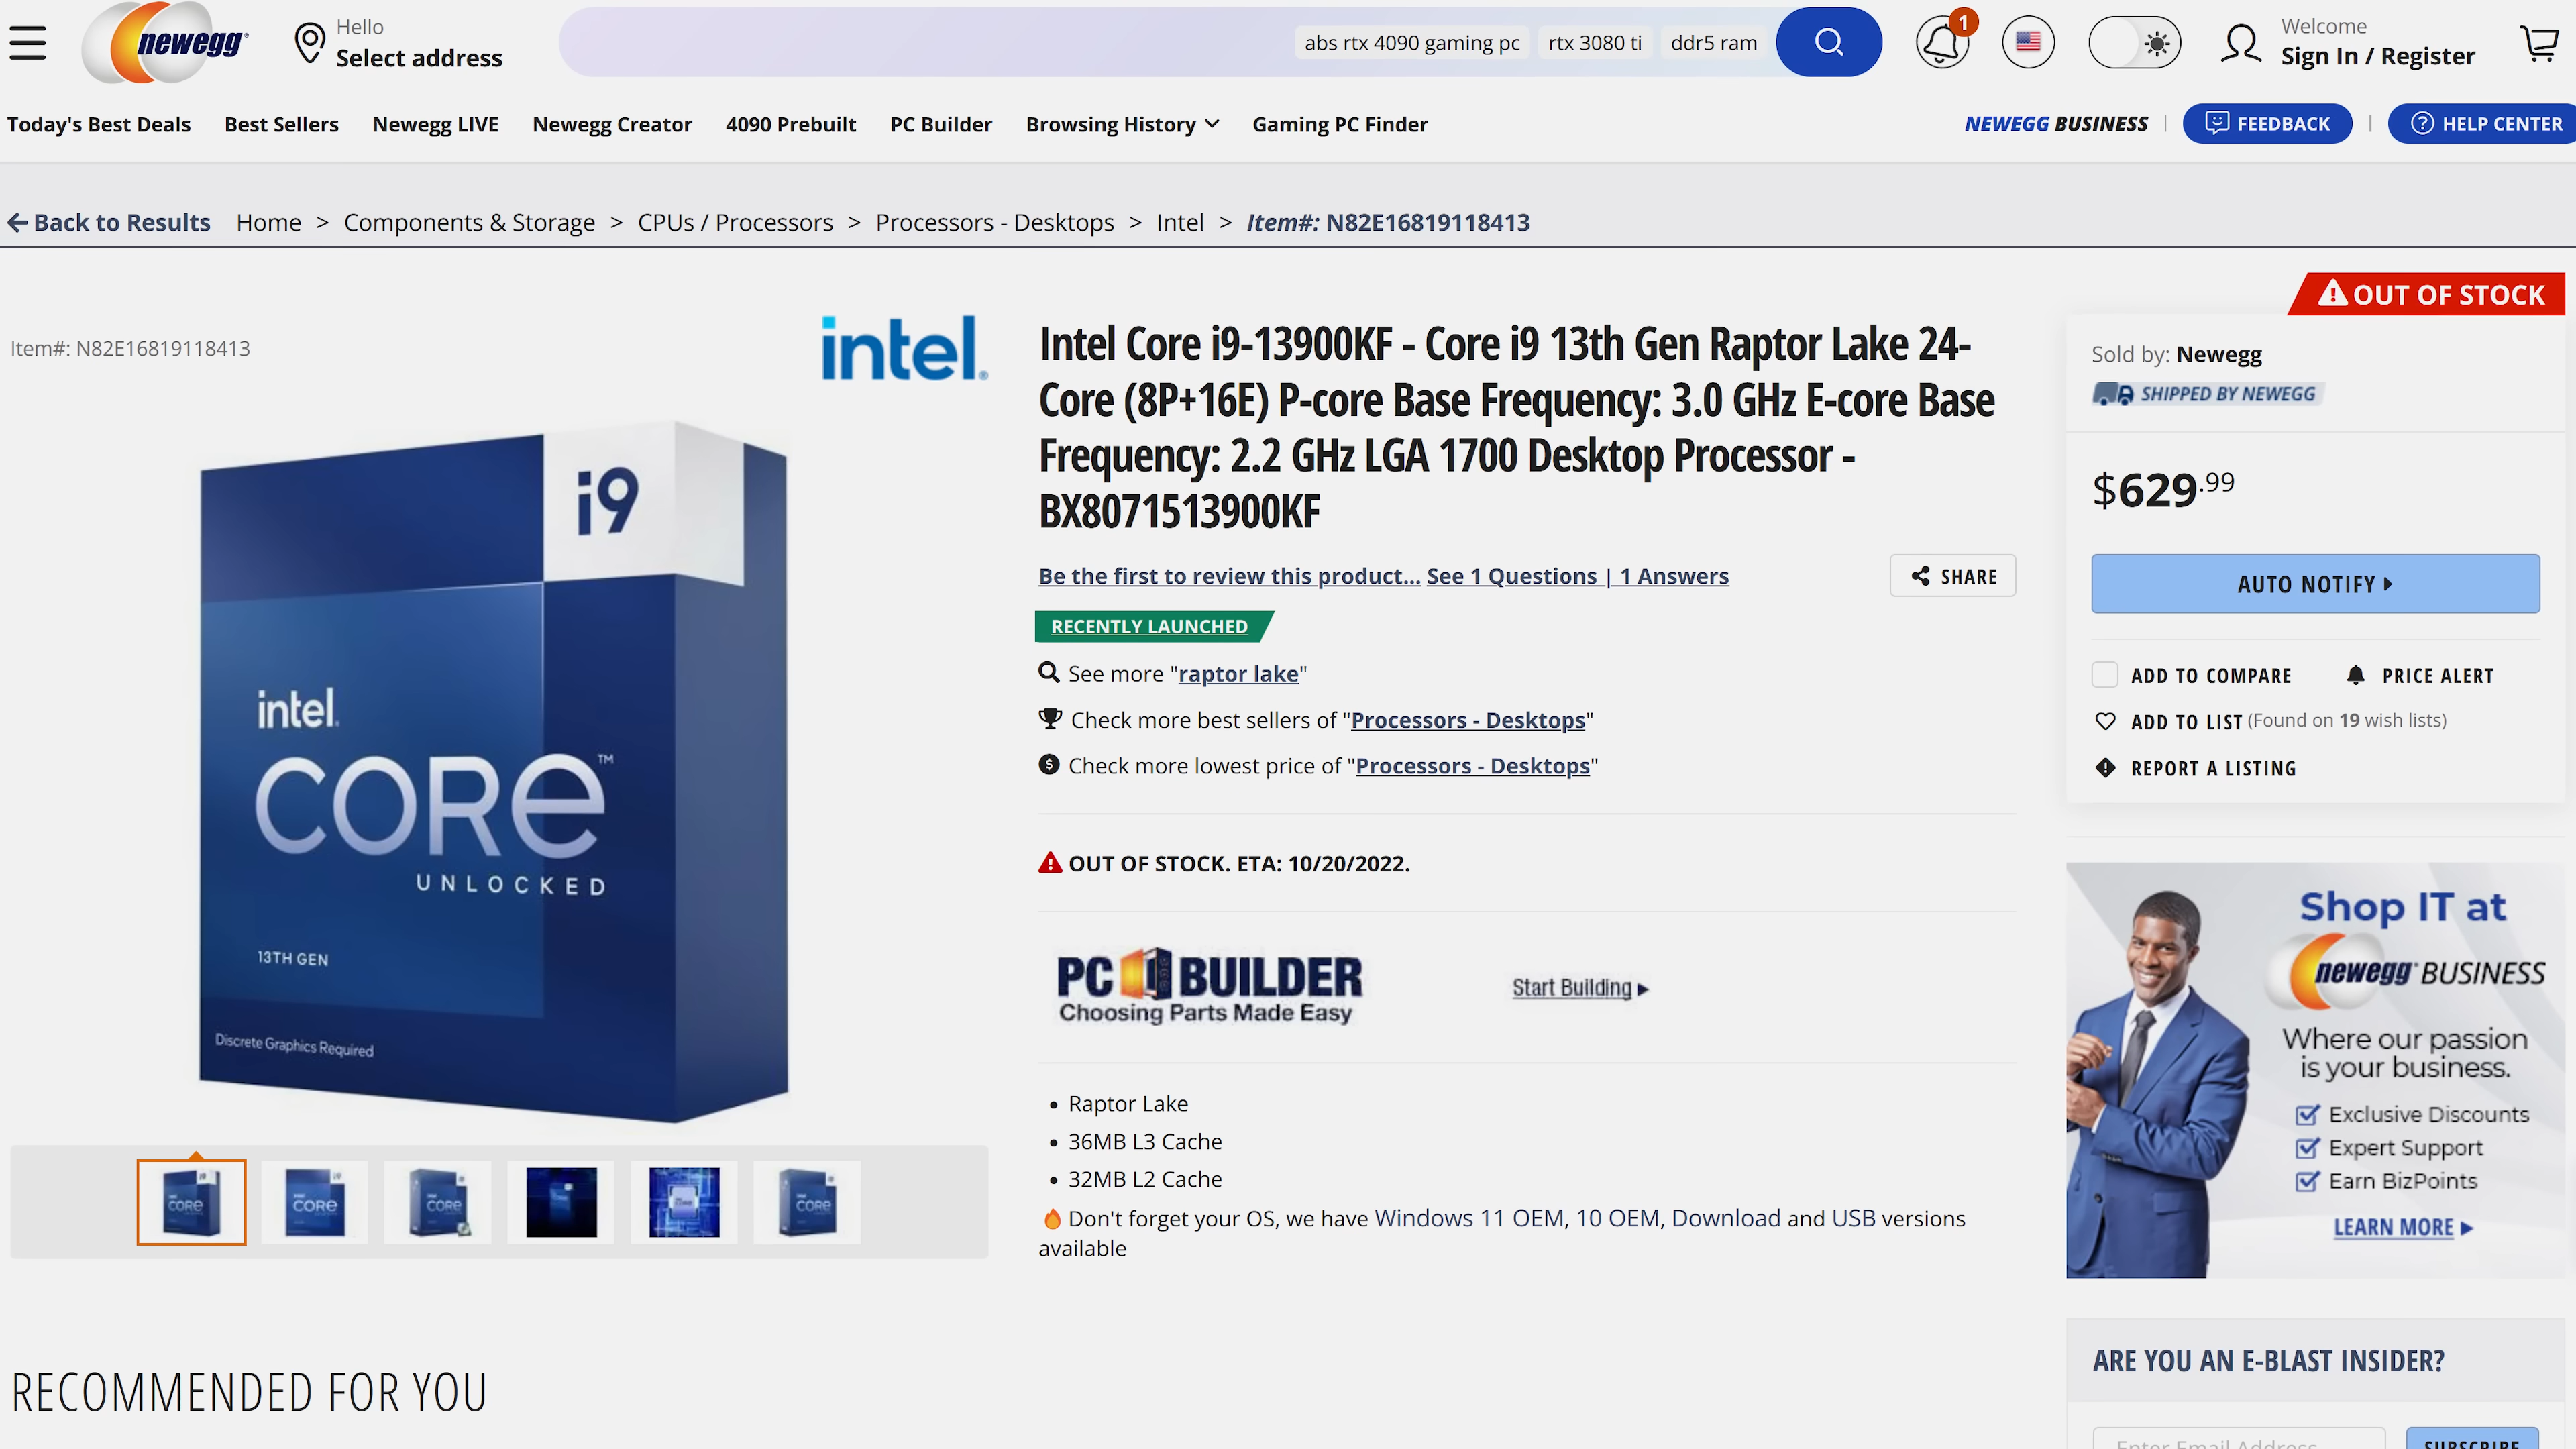 Hello
Select address
newegg
abs rtx 4090 gaming pc
rtx 3080 ti
ddr5 ram
1
Welcome
Sign In / Register
Today's Best Deals
Best Sellers
Newegg LIVE
Newegg Creator
4090 Prebuilt
PC Builder
Browsing History
Gaming PC Finder
NEWEGG BUSINESS
FEEDBACK
HELP CENTER
Back to Results
Home > Components & Storage > CPUs / Processors > Processors - Desktops > Intel > Item#: N82E16819118413
Item#: N82E16819118413
intel.
i9
intel.
CORE™
UNLOCKED
13TH GEN
Discrete Graphics Required
Intel Core i9-13900KF - Core i9 13th Gen Raptor Lake 24-
Core (8P+16E) P-core Base Frequency: 3.0 GHz E-core Base
Frequency: 2.2 GHz LGA 1700 Desktop Processor -
BX8071513900KF
Be the first to review this product... See 1 Questions | 1 Answers
SHARE
RECENTLY LAUNCHED
See more "raptor lake"
Check more best sellers of "Processors - Desktops"
Check more lowest price of "Processors - Desktops"
OUT OF STOCK. ETA: 10/20/2022.
PC BUILDER
Choosing Parts Made Easy
Start Building
• Raptor Lake
• 36MB L3 Cache
• 32MB L2 Cache
Don't forget your OS, we have Windows 11 OEM, 10 OEM, Download and USB versions
available
OUT OF STOCK
Sold by: Newegg
SHIPPED BY NEWEGG
$629.99
AUTO NOTIFY
ADD TO COMPARE
PRICE ALERT
ADD TO LIST (Found on 19 wish lists)
REPORT A LISTING
Shop IT at
newegg BUSINESS
Where our passion
is your business.
Exclusive Discounts
Expert Support
Earn BizPoints
LEARN MORE
ARE YOU AN E-BLAST INSIDER?
Enter Email Address
SUBSCRIBE
RECOMMENDED FOR YOU